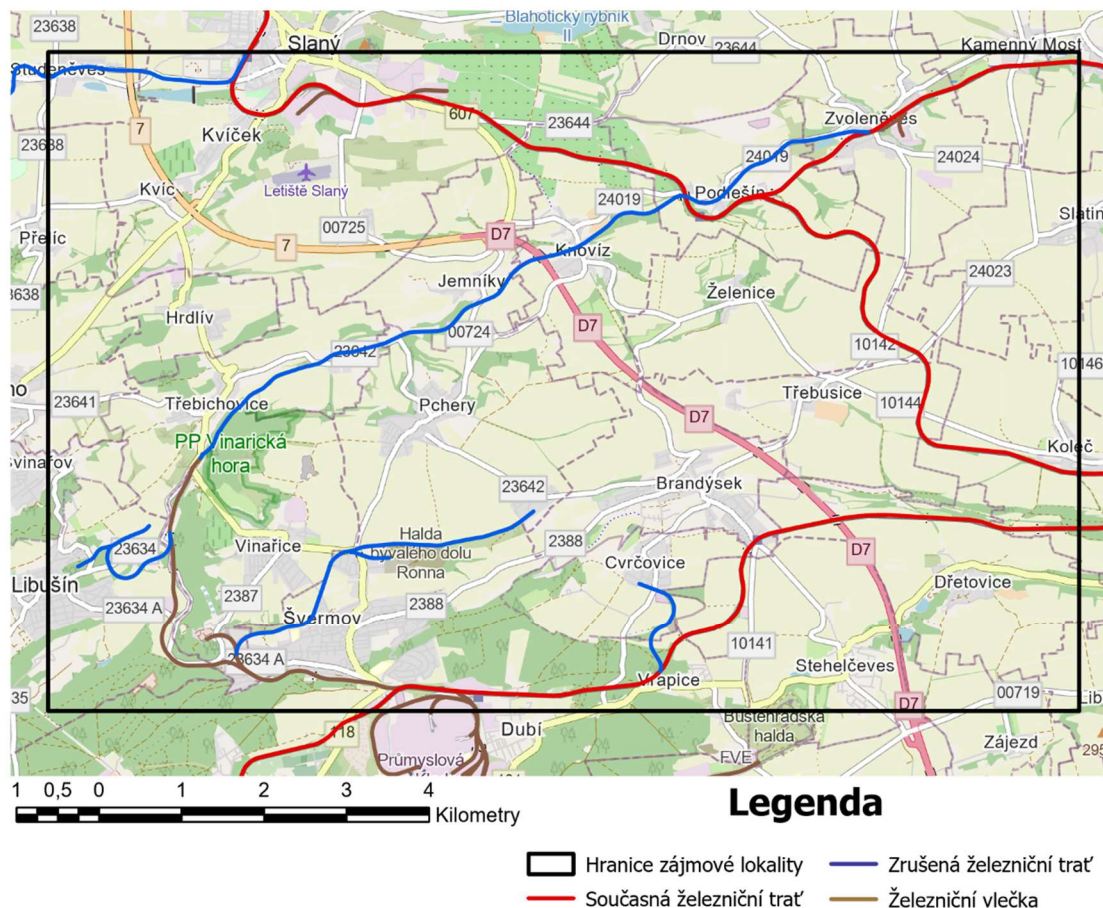 23638
Slaný
Blahotický rybník
II
Drnov
23644
Kamenný Most
Studeněves
607
7
23644
Zvoleněves
Kvíček
23638
24019
24024
Letiště Slaný
Kvíc
Podlešín
24019
Přelíc
00725
Slatin
7
D7
Knovíz
24023
23638
Jemníky
Želenice
Hrdlív
00724
D7
23642
10142
10146
23641
Třebusice
Třebichovice
Pchery
10144
D7
PP Vinarická
hora
Koleč
svinařov
Brandýsek
23642
23634
Vinařice
Halda
bývalého dolu
Ronna
2388
D7
Cvrčovice
Libušín
Dřetovice
23634 A
2387
2388
Švermov
10141
23634 A
Stehelčeves
Vrapice
35
00719
Lib
D7
118
Dubí
Buštěhradská
halda
Zájezd
Průmyslová
FVE
295
1 0,5 0 1 2 3 4
Kilometry
Legenda
Hranice zájmové lokality
Zrušená železniční trať
Současná železniční trať
Železniční vlečka